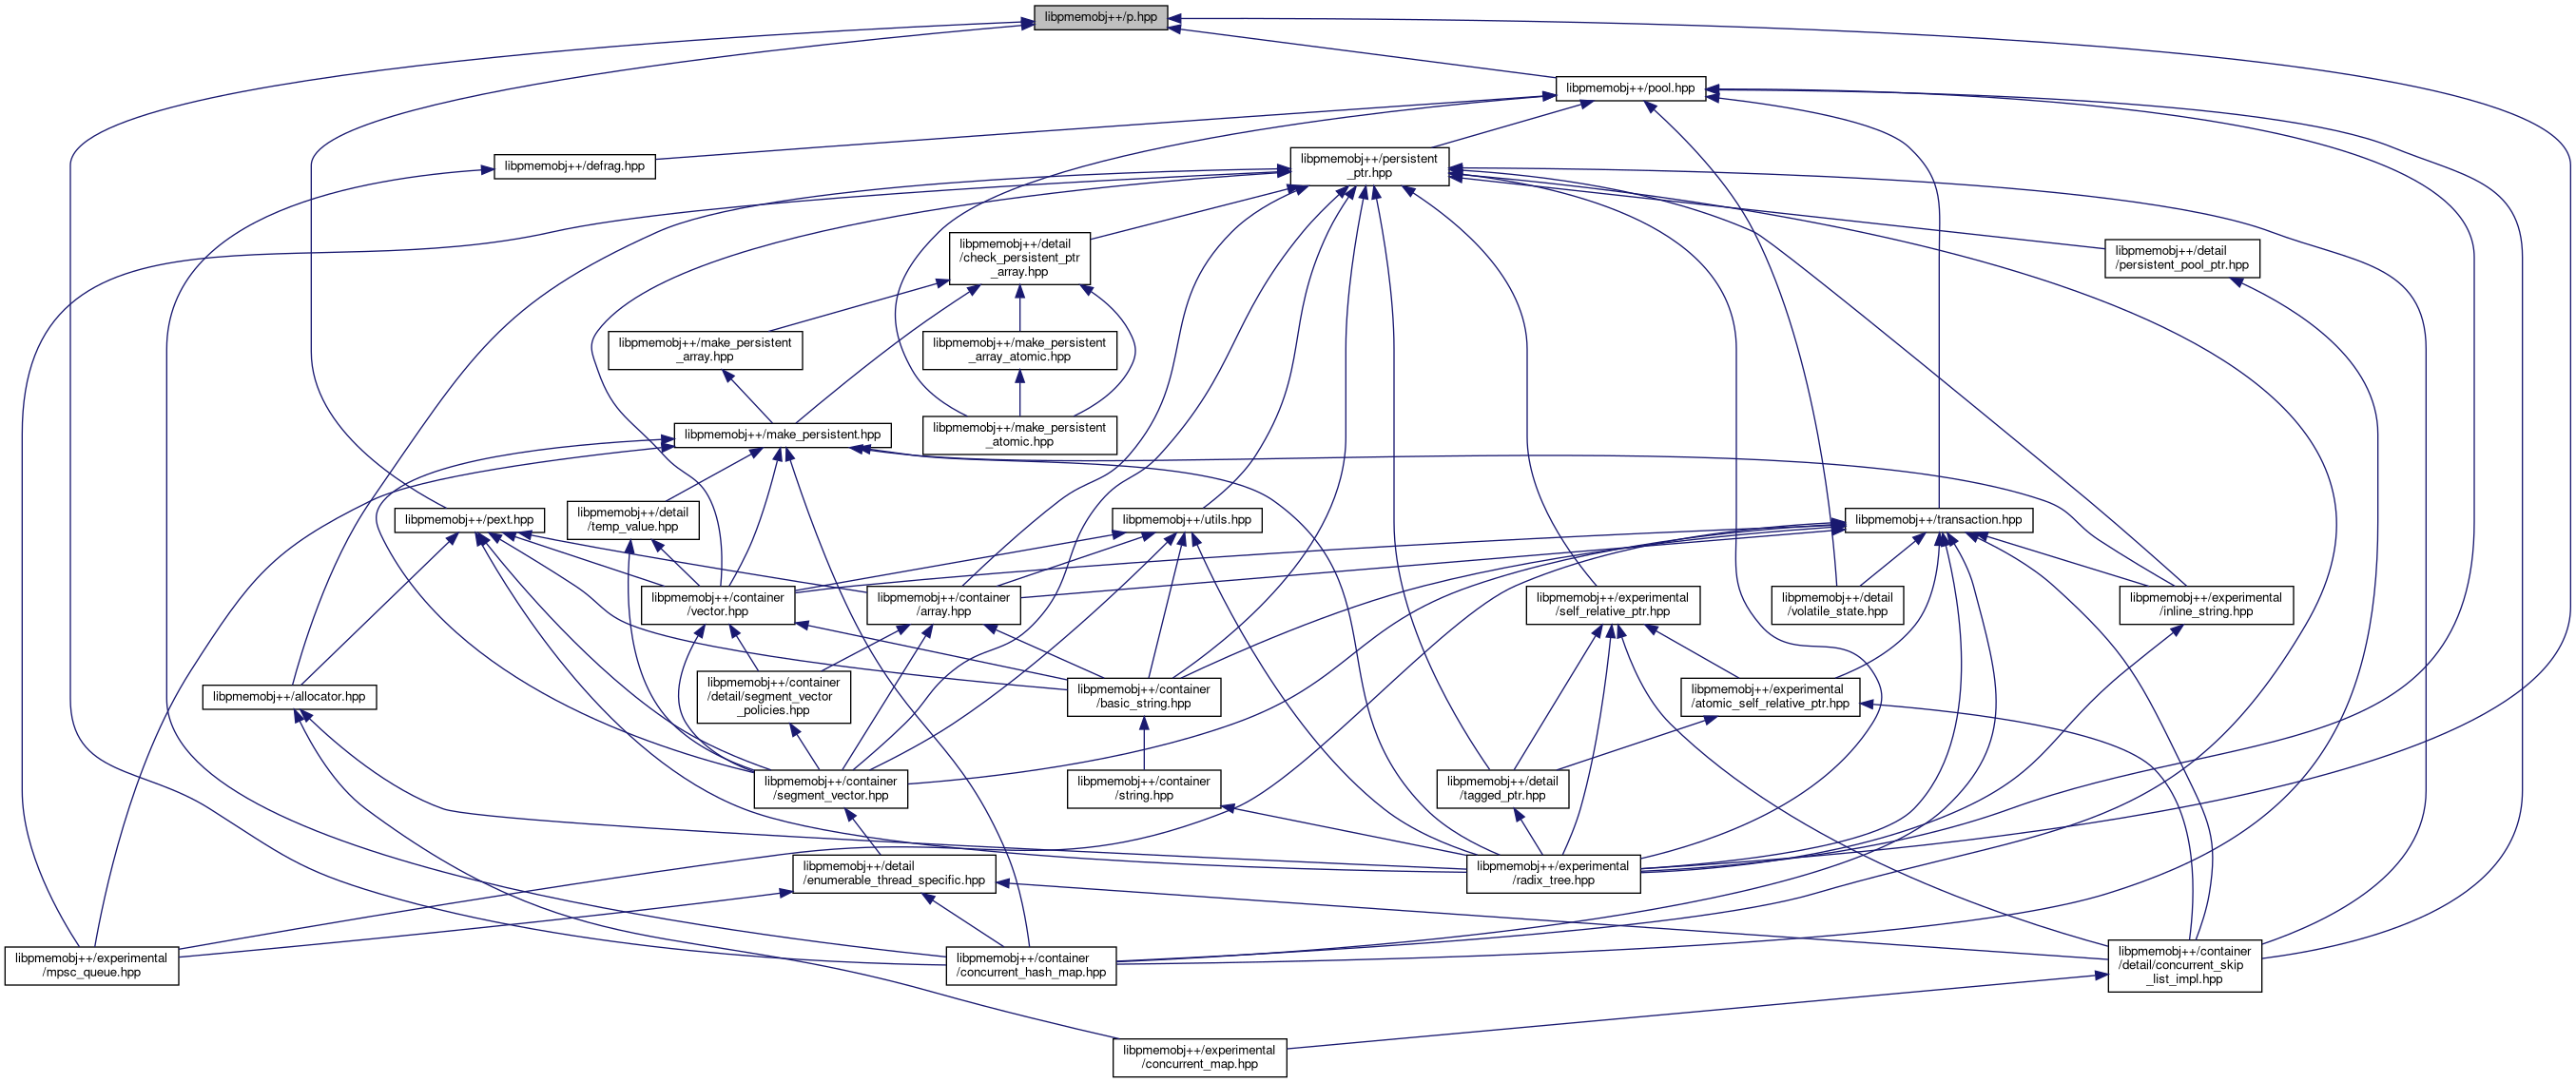 libpmemobj++/p.hpp
libpmemobj++/pool.hpp
libpmemobj++/defrag.hpp
libpmemobj++/persistent
_ptr.hpp
libpmemobj++/detail
/check_persistent_ptr
_array.hpp
libpmemobj++/detail
/persistent_pool_ptr.hpp
libpmemobj++/make_persistent
_array.hpp
libpmemobj++/make_persistent
_array_atomic.hpp
libpmemobj++/make_persistent.hpp
libpmemobj++/make_persistent
_atomic.hpp
libpmemobj++/pext.hpp
libpmemobj++/detail
/temp_value.hpp
libpmemobj++/utils.hpp
libpmemobj++/transaction.hpp
libpmemobj++/container
/vector.hpp
libpmemobj++/container
/array.hpp
libpmemobj++/experimental
/self_relative_ptr.hpp
libpmemobj++/detail
/volatile_state.hpp
libpmemobj++/experimental
/inline_string.hpp
libpmemobj++/allocator.hpp
libpmemobj++/container
/detail/segment_vector
_policies.hpp
libpmemobj++/container
/basic_string.hpp
libpmemobj++/experimental
/atomic_self_relative_ptr.hpp
libpmemobj++/container
/segment_vector.hpp
libpmemobj++/container
/string.hpp
libpmemobj++/detail
/tagged_ptr.hpp
libpmemobj++/detail
/enumerable_thread_specific.hpp
libpmemobj++/experimental
/radix_tree.hpp
libpmemobj++/experimental
/mpsc_queue.hpp
libpmemobj++/container
/concurrent_hash_map.hpp
libpmemobj++/container
/detail/concurrent_skip
_list_impl.hpp
libpmemobj++/experimental
/concurrent_map.hpp